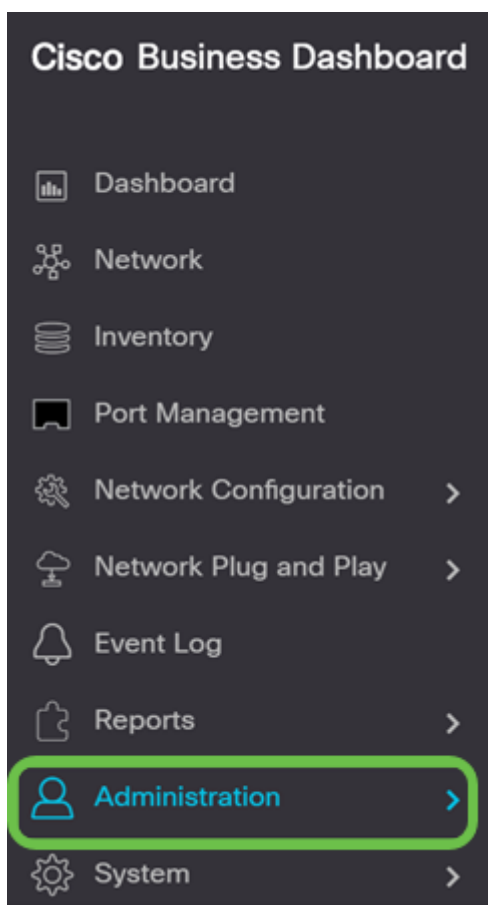 Cisco Business Dashboard
Dashboard
Network
Inventory
Port Management
Network Configuration
Network Plug and Play
Event Log
Reports
Administration
System